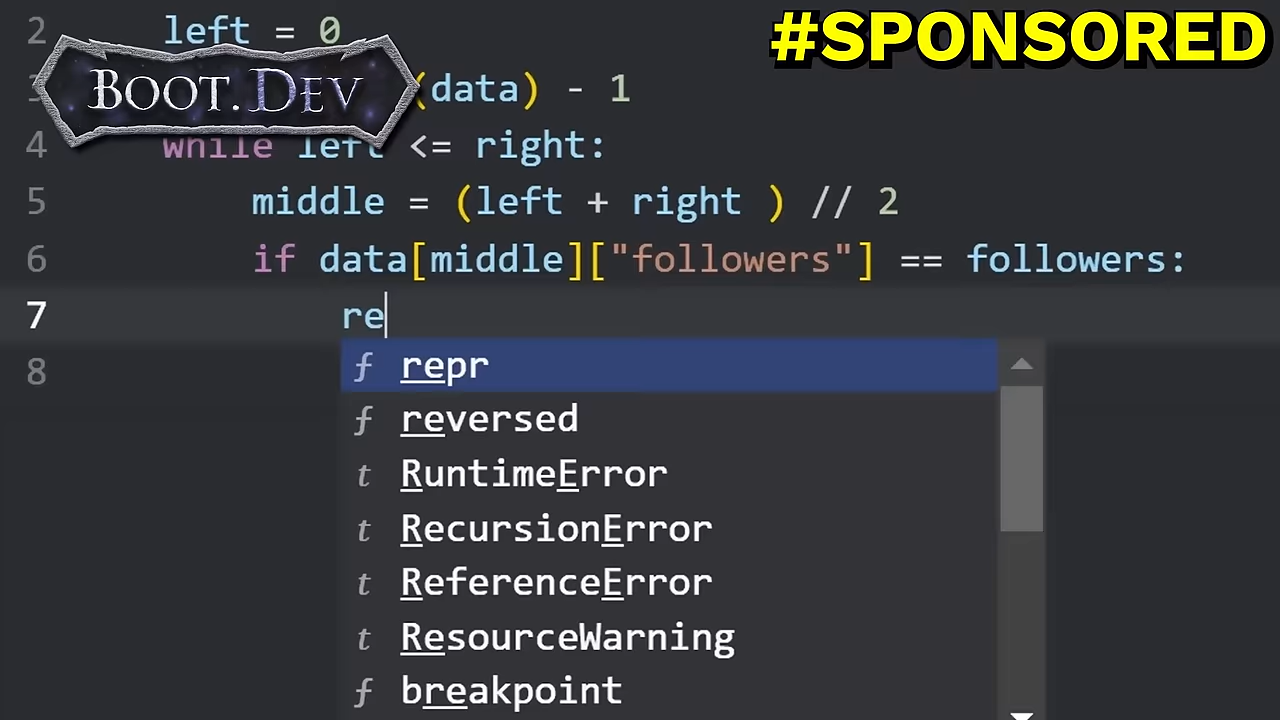 #SPONSORED
BOOT.DEV
2 left = 0
3 (data) - 1
4 while left <= right:
5 middle = (left + right ) // 2
6 if data[middle]["followers"] == followers:
7 re
8
f repr
f reversed
t RuntimeError
t RecursionError
t ReferenceError
t ResourceWarning
f breakpoint